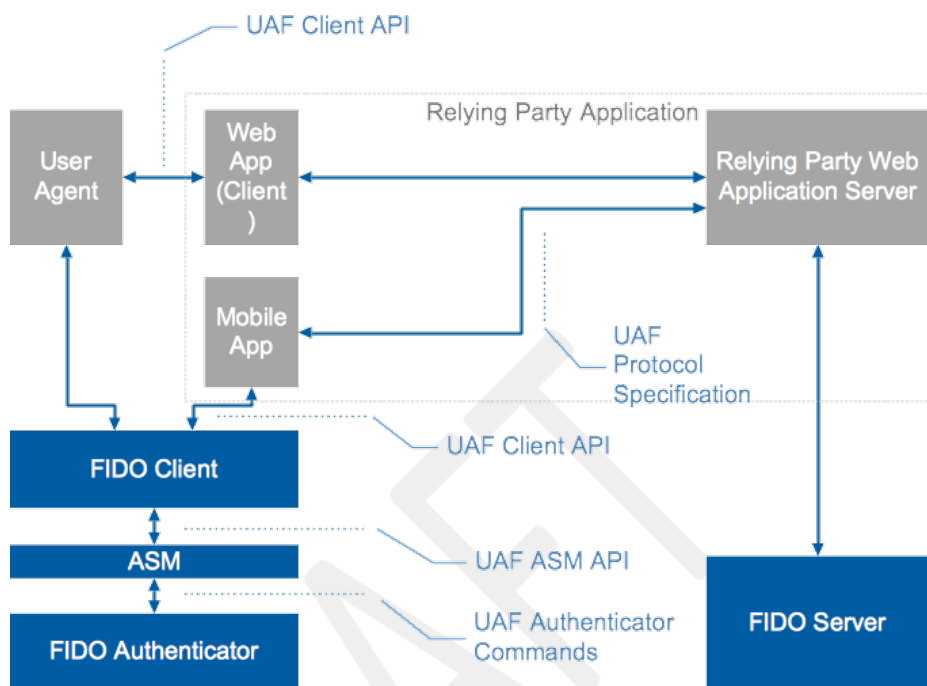 UAF Client API
Relying Party Application
User
Agent
Web
App
(Client
)
Relying Party Web
Application Server
Mobile
App
UAF
Protocol
Specification
UAF Client API
FIDO Client
UAF ASM API
ASM
UAF Authenticator
Commands
FIDO Authenticator
FIDO Server